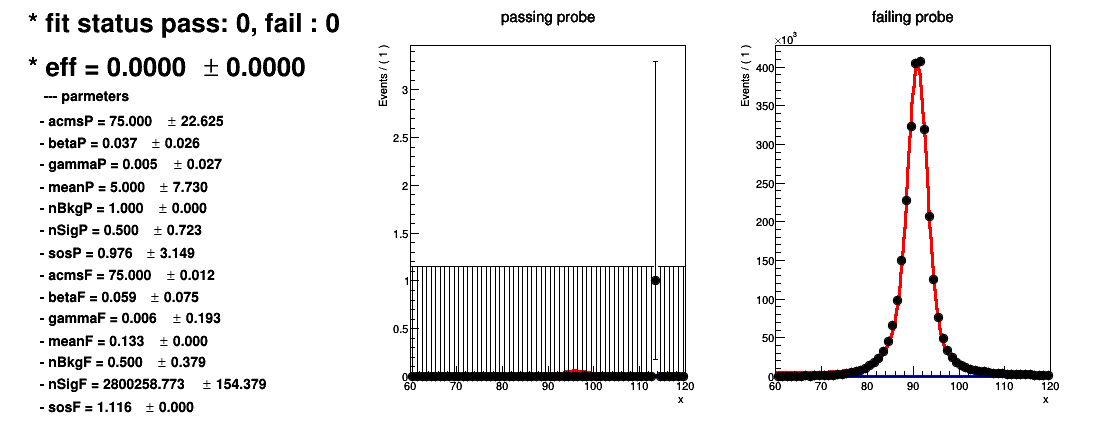 * fit status pass: 0, fail : 0
* eff = 0.0000 ± 0.0000
--- parmeters
- acmsP = 75.000 ± 22.625
- betaP = 0.037 ± 0.026
- gammaP = 0.005 ± 0.027
- meanP = 5.000 ± 7.730
- nBkgP = 1.000 ± 0.000
- nSigP = 0.500 ± 0.723
- sosP = 0.976 ± 3.149
- acmsF = 75.000 ± 0.012
- betaF = 0.059 ± 0.075
- gammaF = 0.006 ± 0.193
- meanF = 0.133 ± 0.000
- nBkgF = 0.500 ± 0.379
- nSigF = 2800258.773 ± 154.379
- sosF = 1.116 ± 0.000
passing probe
Events / ( 1 )
3
2.5
2
1.5
1
0.5
0
60 70 80 90 100 110 120
x
failing probe
×10³
Events / ( 1 )
400
350
300
250
200
150
100
50
0
60 70 80 90 100 110 120
x